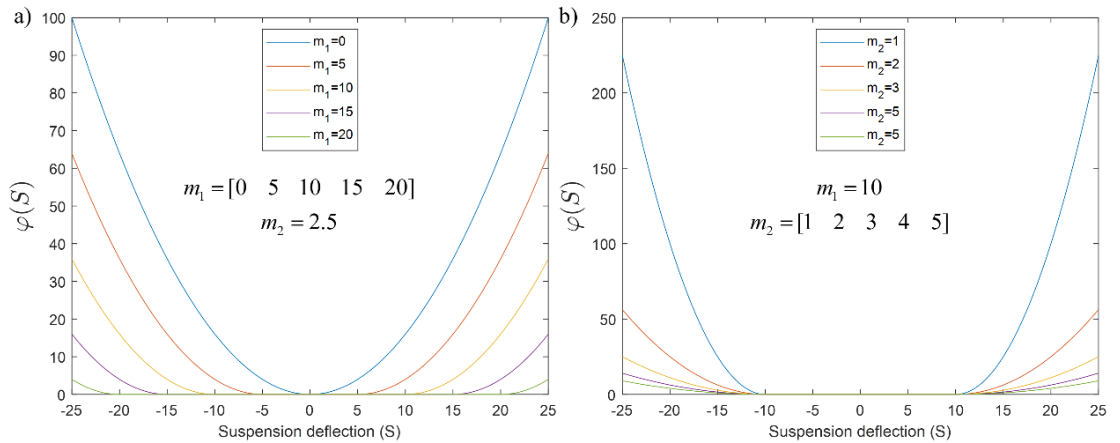 a)
100
90
80
70
60
50
40
30
20
10
0
φ(S)
m1=0
m1=5
m1=10
m1=15
m1=20
m1 = [0 5 10 15 20]
m2 = 2.5
-25 -20 -15 -10 -5 0 5 10 15 20 25
Suspension deflection (S)
b)
250
200
150
100
50
0
φ(S)
m2=1
m2=2
m2=3
m2=5
m2=5
m1 = 10
m2 = [1 2 3 4 5]
-25 -20 -15 -10 -5 0 5 10 15 20 25
Suspension deflection (S)